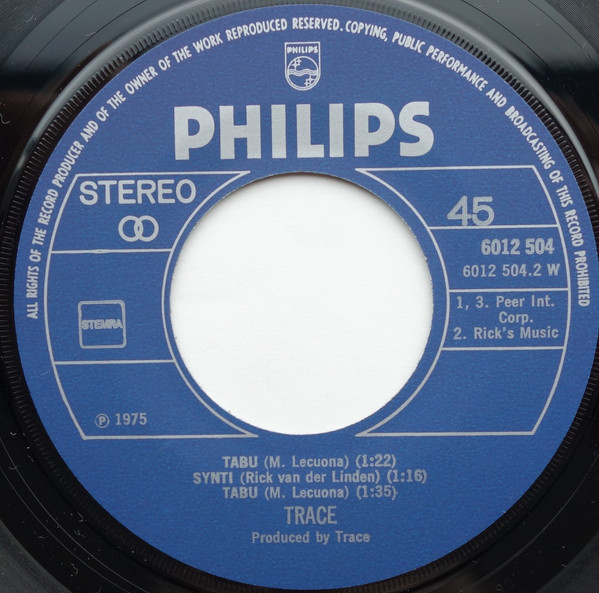 ALL RIGHTS OF THE RECORD PRODUCER AND OF THE OWNER OF THE WORK REPRODUCED RESERVED. COPYING, PUBLIC PERFORMANCE AND BROADCASTING OF THIS RECORD PROHIBITED
PHILIPS
PHILIPS
STEREO
45
6012 504
6012 504.2 W
1, 3. Peer Int.
Corp.
2. Rick's Music
STEMRA
Ⓟ 1975
TABU (M. Lecuona) (1:22)
SYNTI (Rick van der Linden) (1:16)
TABU (M. Lecuona) (1:35)
TRACE
Produced by Trace